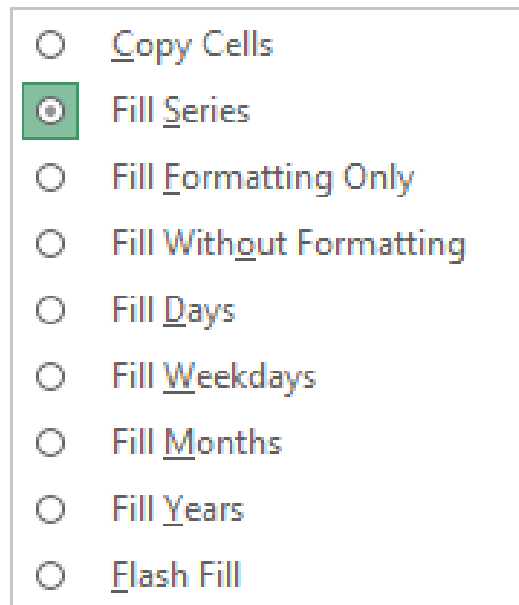 Copy Cells
Fill Series
Fill Formatting Only
Fill Without Formatting
Fill Days
Fill Weekdays
Fill Months
Fill Years
Flash Fill